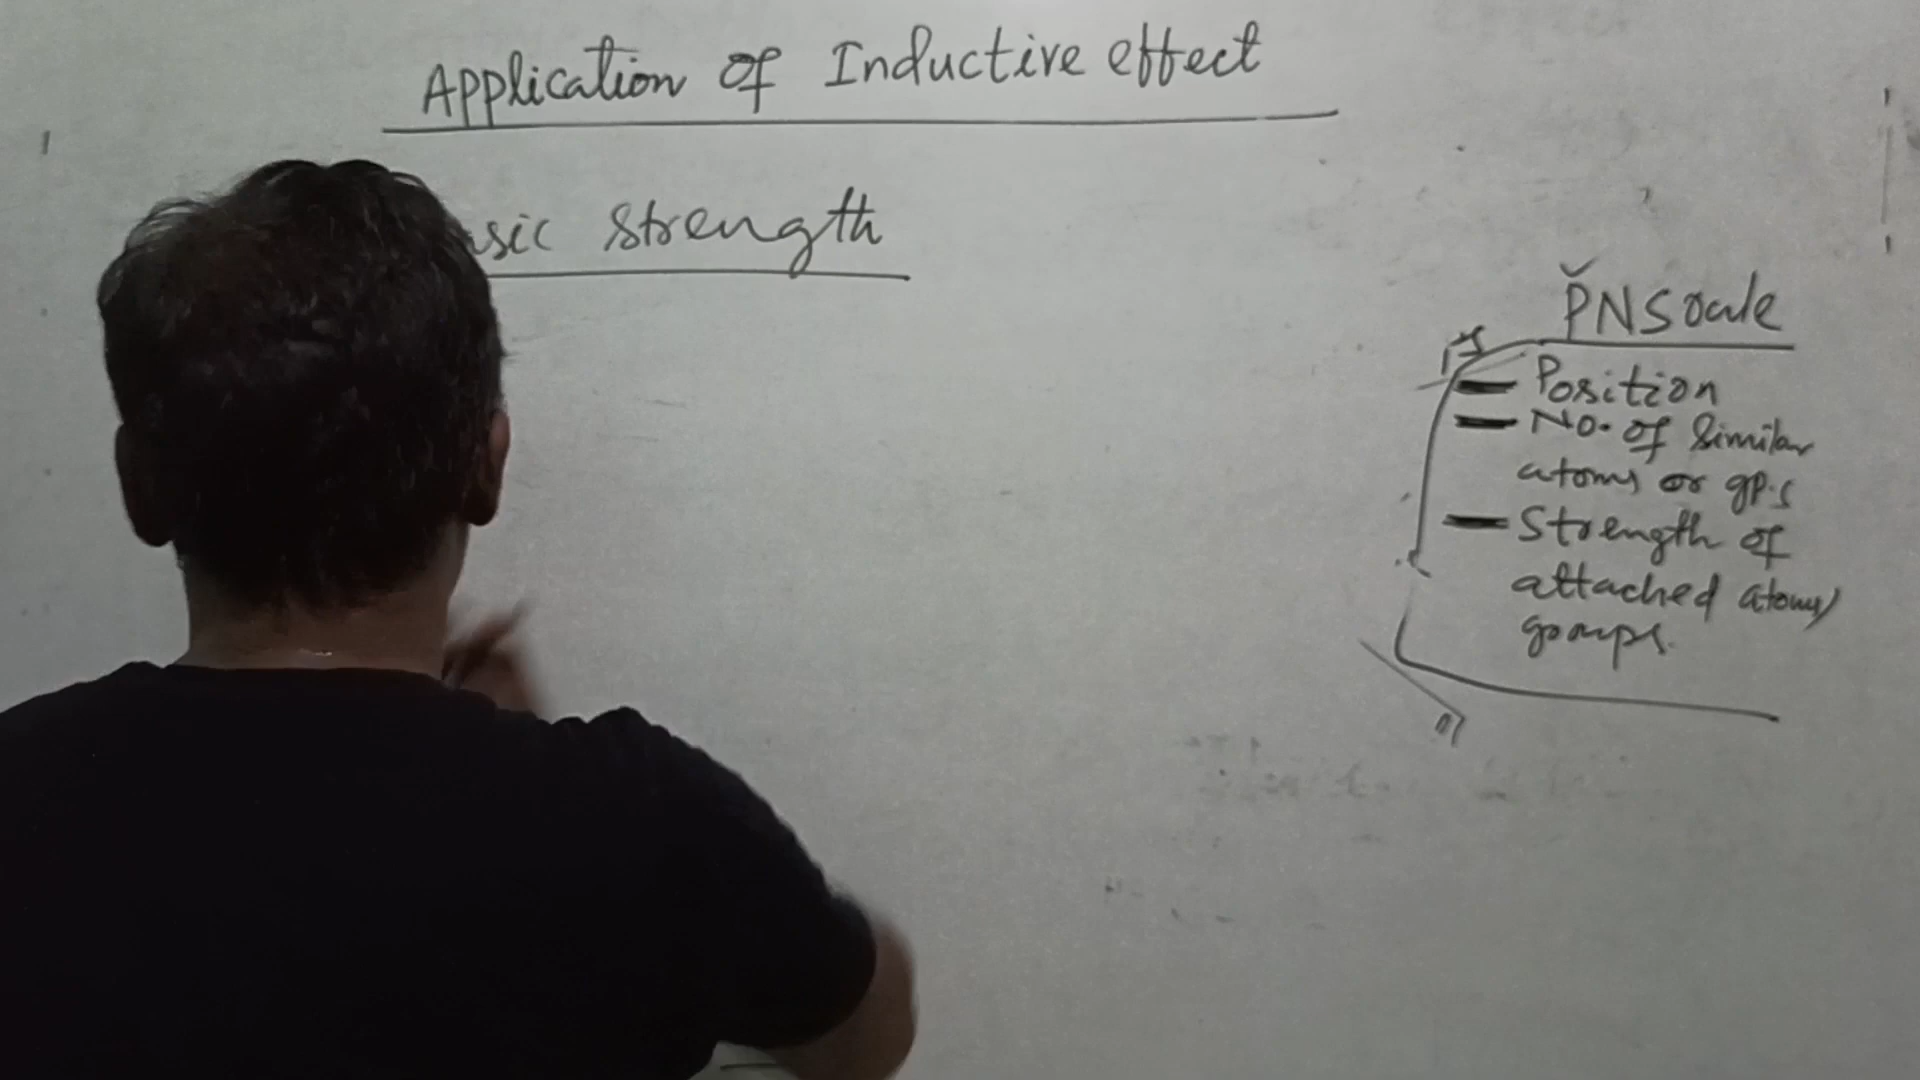 Application of Inductive effect
sic strength
PNS rule
Position
No. of similar
atoms or gp.s
Strength of
attached atoms/
groups.